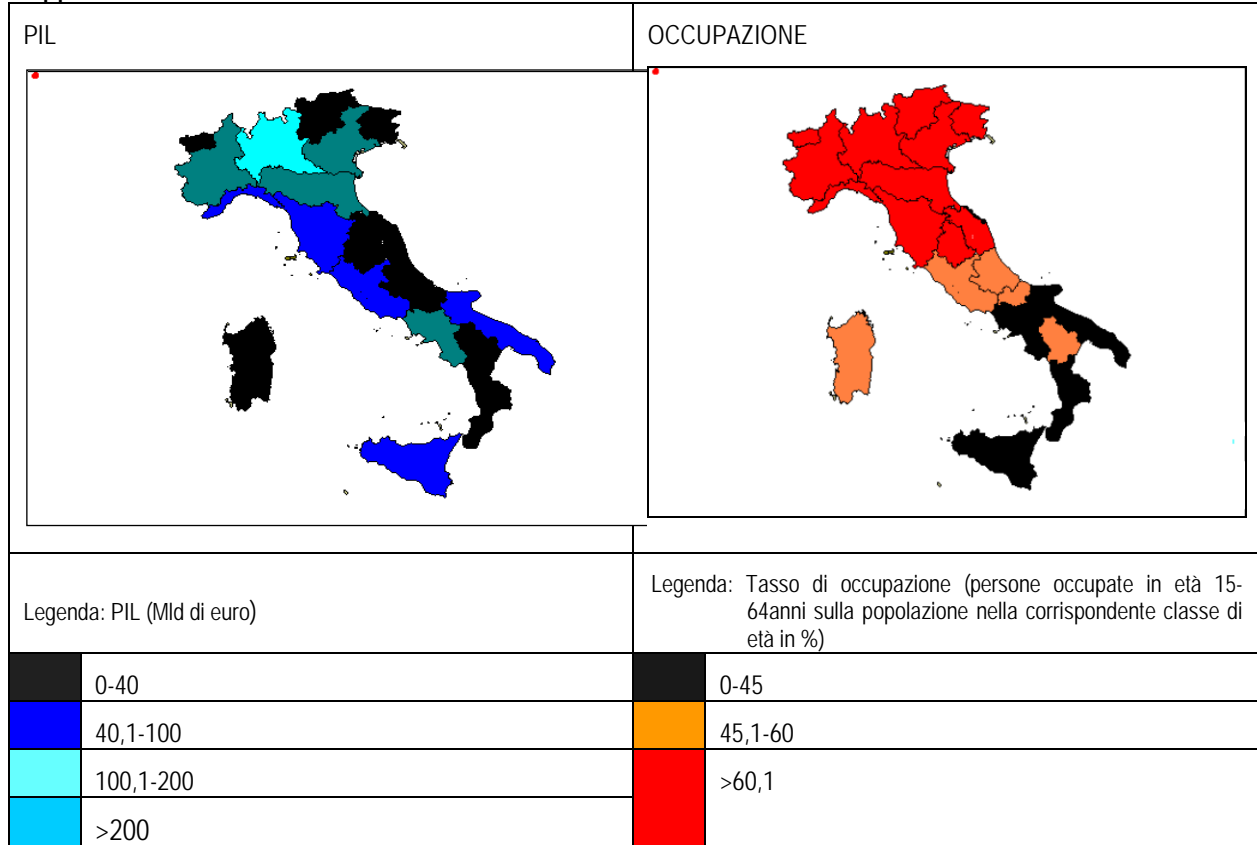 PIL
OCCUPAZIONE
Legenda: PIL (Mld di euro)
Legenda: Tasso di occupazione (persone occupate in età 15-
64anni sulla popolazione nella corrispondente classe di
età in %)
0-40
0-45
40,1-100
45,1-60
100,1-200
>60,1
>200